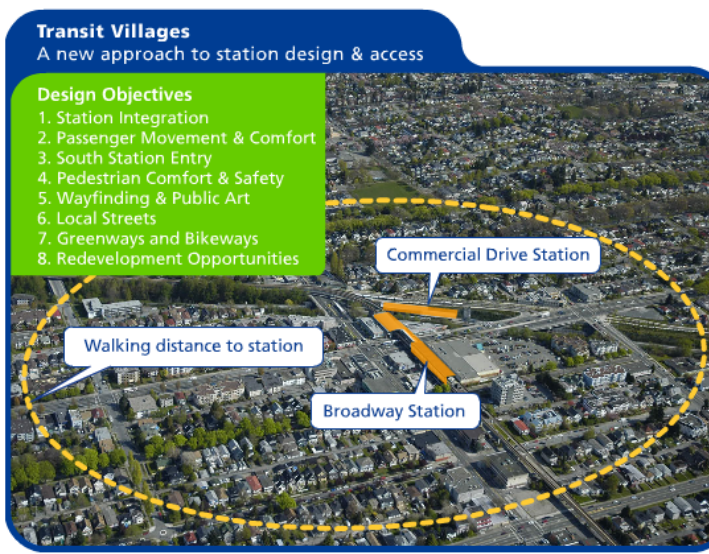 Transit Villages
A new approach to station design & access
Design Objectives
1. Station Integration
2. Passenger Movement & Comfort
3. South Station Entry
4. Pedestrian Comfort & Safety
5. Wayfinding & Public Art
6. Local Streets
7. Greenways and Bikeways
8. Redevelopment Opportunities
Commercial Drive Station
Walking distance to station
Broadway Station